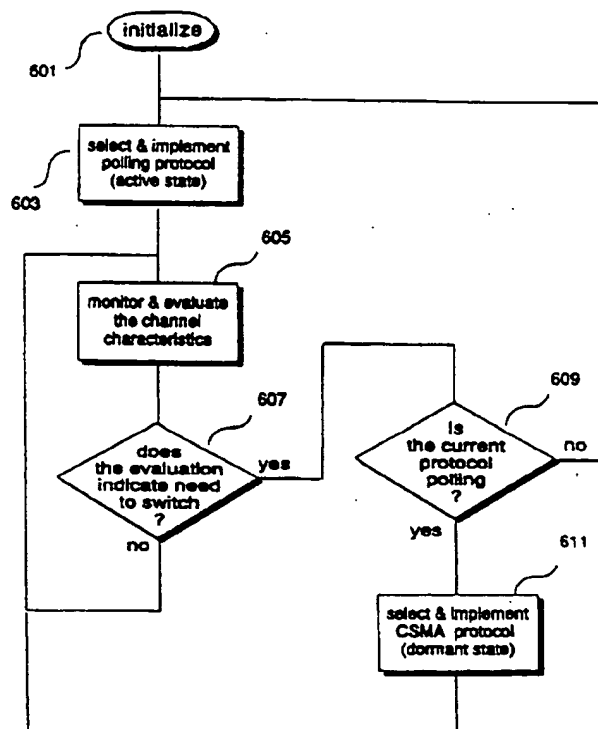 initialize
601
select & implement
polling protocol
(active state)
603
605
monitor & evaluate
the channel
characteristics
607
does
the evaluation
indicate need
to switch
?
yes
no
609
Is
the current
protocol
polling
?
no
yes
611
select & implement
CSMA protocol
(dormant state)